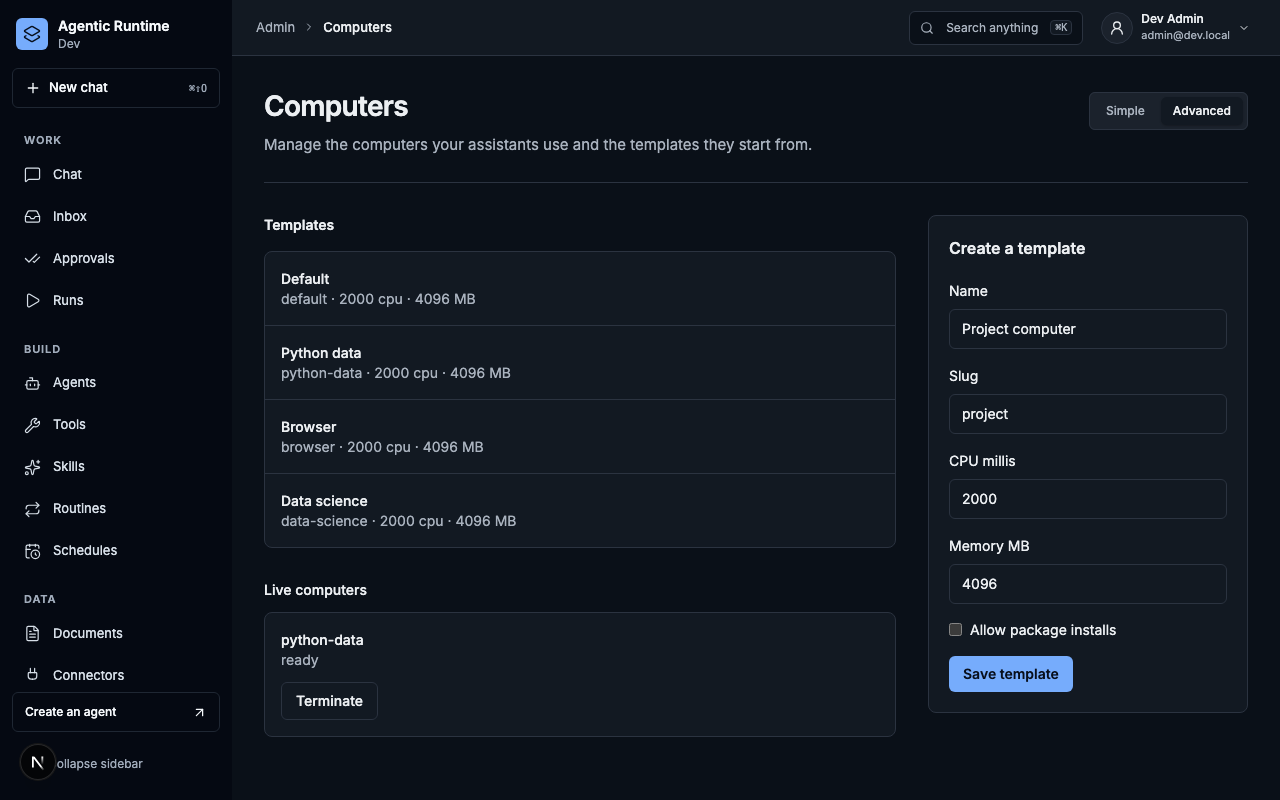 Agentic Runtime
Dev
New chat
⌘⇧O
WORK
Chat
Inbox
Approvals
Runs
BUILD
Agents
Tools
Skills
Routines
Schedules
DATA
Documents
Connectors
Create an agent
N
ollapse sidebar
Admin
Computers
Search anything
⌘K
Dev Admin
admin@dev.local
Computers
Manage the computers your assistants use and the templates they start from.
Simple
Advanced
Templates
Default
default · 2000 cpu · 4096 MB
Python data
python-data · 2000 cpu · 4096 MB
Browser
browser · 2000 cpu · 4096 MB
Data science
data-science · 2000 cpu · 4096 MB
Live computers
python-data
ready
Terminate
Create a template
Name
Project computer
Slug
project
CPU millis
2000
Memory MB
4096
Allow package installs
Save template